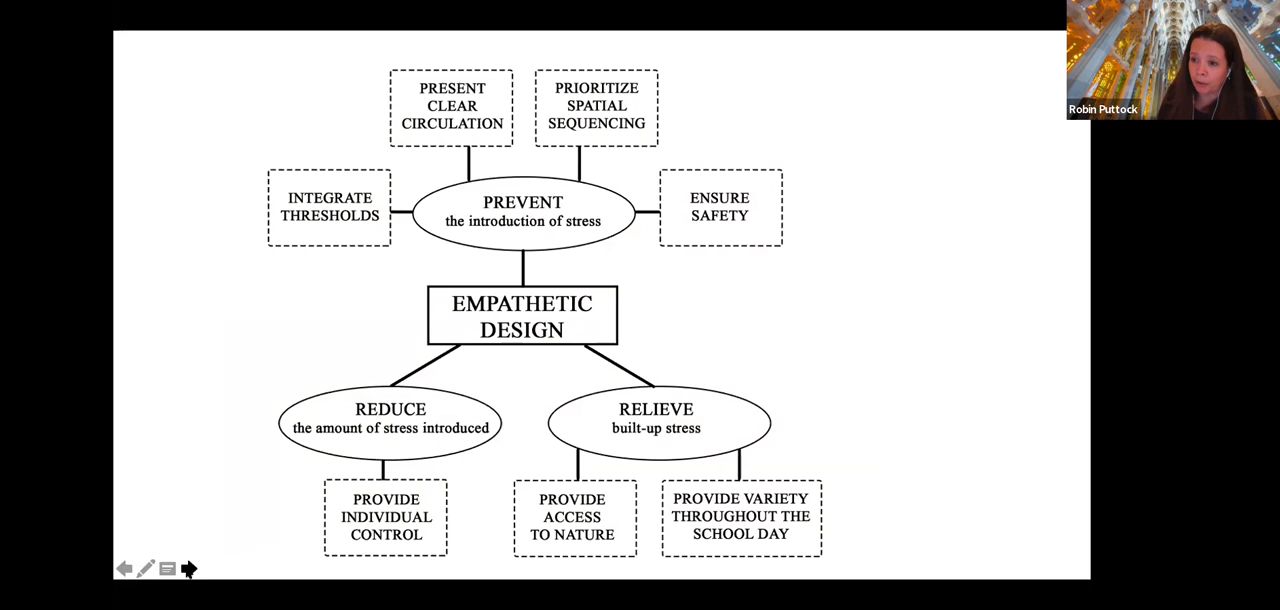 PRESENT
CLEAR
CIRCULATION
PRIORITIZE
SPATIAL
SEQUENCING
Robin Puttock
INTEGRATE
THRESHOLDS
PREVENT
the introduction of stress
ENSURE
SAFETY
EMPATHETIC
DESIGN
REDUCE
the amount of stress introduced
RELIEVE
built-up stress
PROVIDE
INDIVIDUAL
CONTROL
PROVIDE
ACCESS
TO NATURE
PROVIDE VARIETY
THROUGHOUT THE
SCHOOL DAY